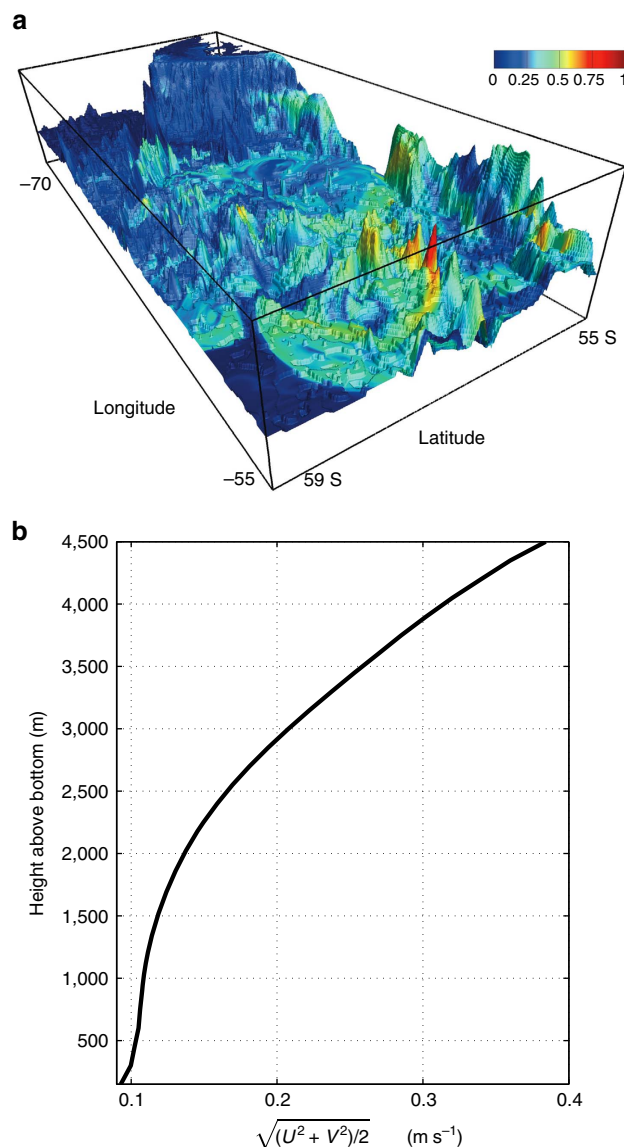 a
0 0.25 0.5 0.75 1
–70
55 S
Longitude
Latitude
–55
59 S
b
4,500
4,000
3,500
3,000
2,500
2,000
1,500
1,000
500
Height above bottom (m)
0.1 0.2 0.3 0.4
√(U² + V²)/2 (m s⁻¹)